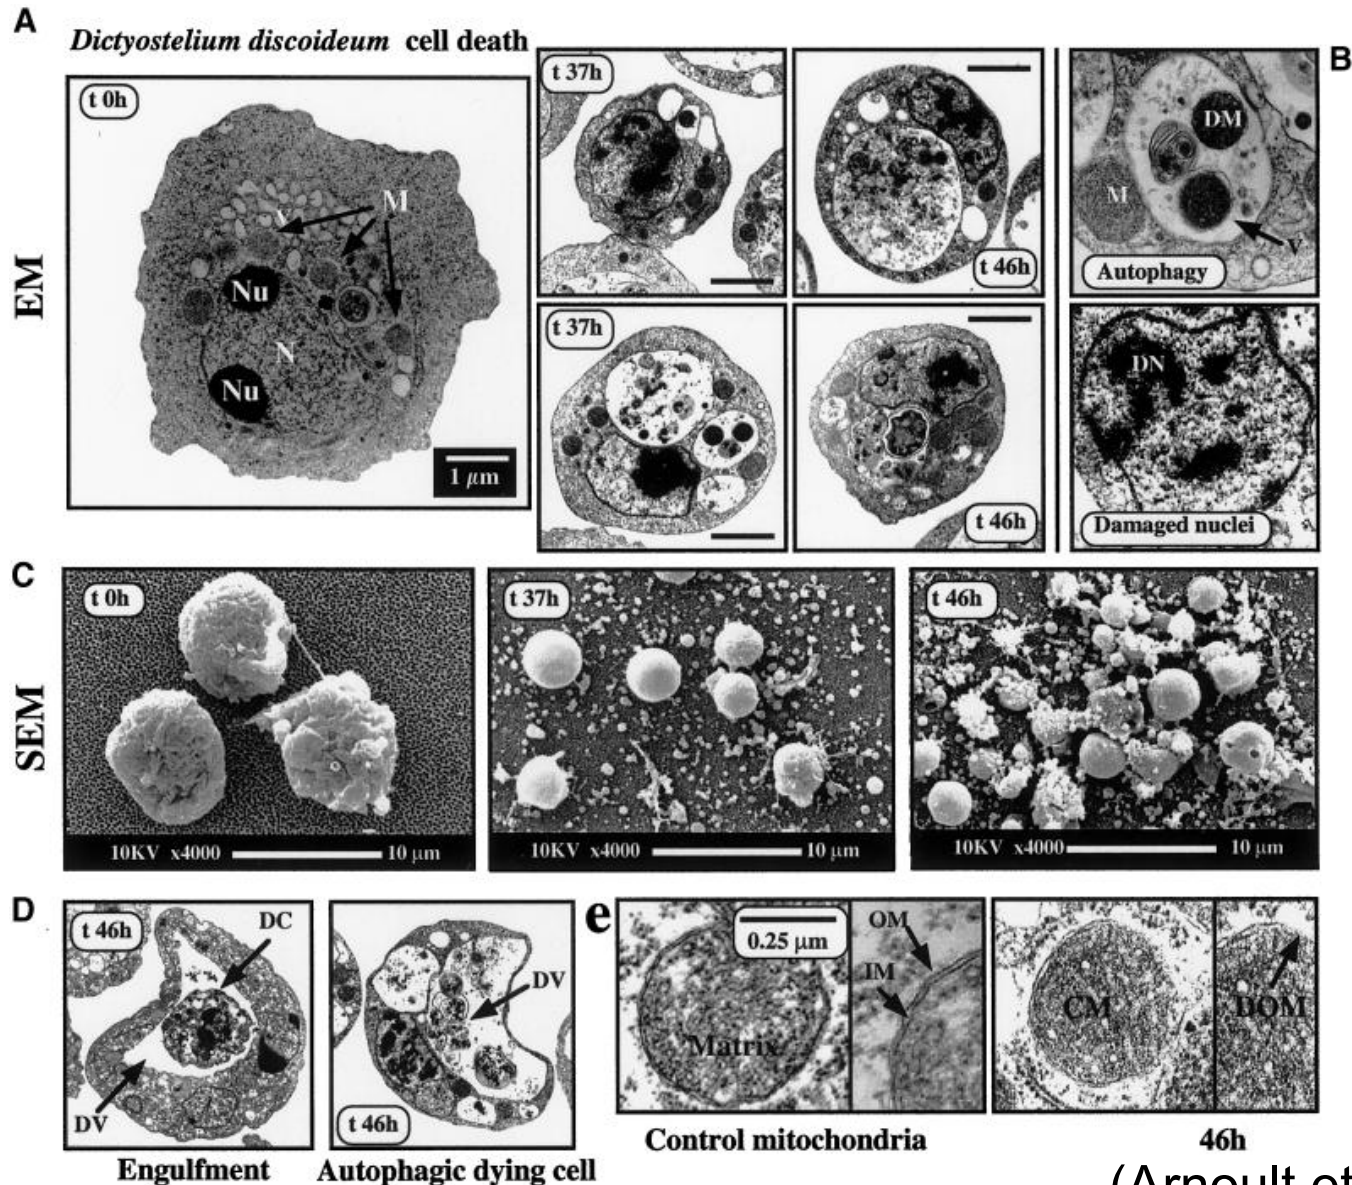 A
Dictyostelium discoideum cell death
B
EM
t 0h
M
V
Nu
N
Nu
1 μm
t 37h
t 46h
t 37h
t 46h
DM
M
V
Autophagy
DN
Damaged nuclei
C
SEM
t 0h
10KV x4000 10 μm
t 37h
10KV x4000 10 μm
t 46h
10KV x4000 10 μm
D
t 46h
DC
DV
Engulfment
DV
t 46h
Autophagic dying cell
e
0.25 μm
Matrix
OM
IM
Control mitochondria
CM
DOM
46h
(Arnoult et